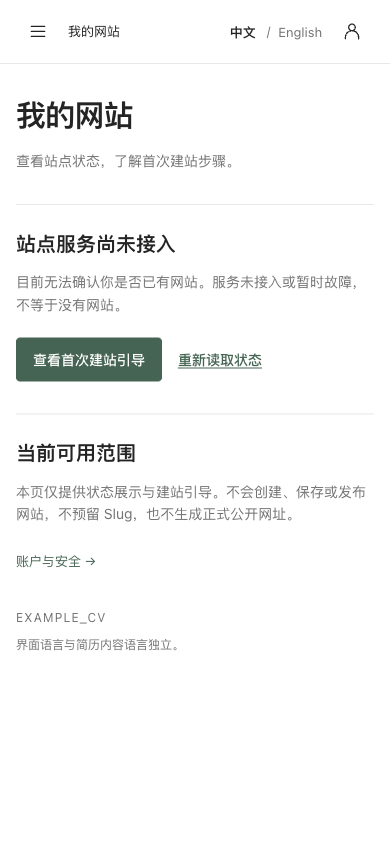 我的网站
中文 / English
我的网站
查看站点状态，了解首次建站步骤。
站点服务尚未接入
目前无法确认你是否已有网站。服务未接入或暂时故障，
不等于没有网站。
查看首次建站引导 重新读取状态
当前可用范围
本页仅提供状态展示与建站引导。不会创建、保存或发布
网站，不预留 Slug，也不生成正式公开网址。
账户与安全 →
EXAMPLE_CV
界面语言与简历内容语言独立。